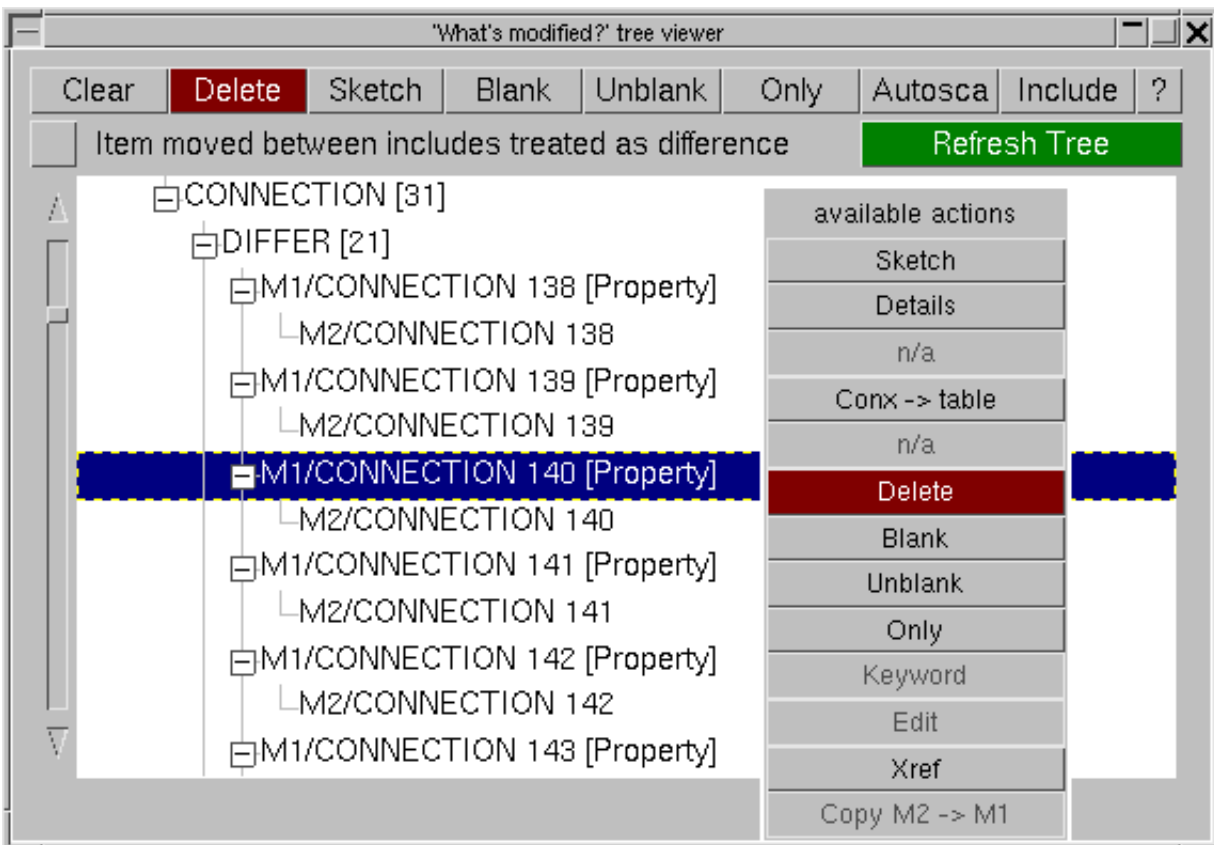 'What's modified?' tree viewer
Clear Delete Sketch Blank Unblank Only Autosca Include ?
Item moved between includes treated as difference Refresh Tree
CONNECTION [31]
DIFFER [21]
M1/CONNECTION 138 [Property]
M2/CONNECTION 138
M1/CONNECTION 139 [Property]
M2/CONNECTION 139
M1/CONNECTION 140 [Property]
M2/CONNECTION 140
M1/CONNECTION 141 [Property]
M2/CONNECTION 141
M1/CONNECTION 142 [Property]
M2/CONNECTION 142
M1/CONNECTION 143 [Property]
available actions
Sketch
Details
n/a
Conx -> table
n/a
Delete
Blank
Unblank
Only
Keyword
Edit
Xref
Copy M2 -> M1